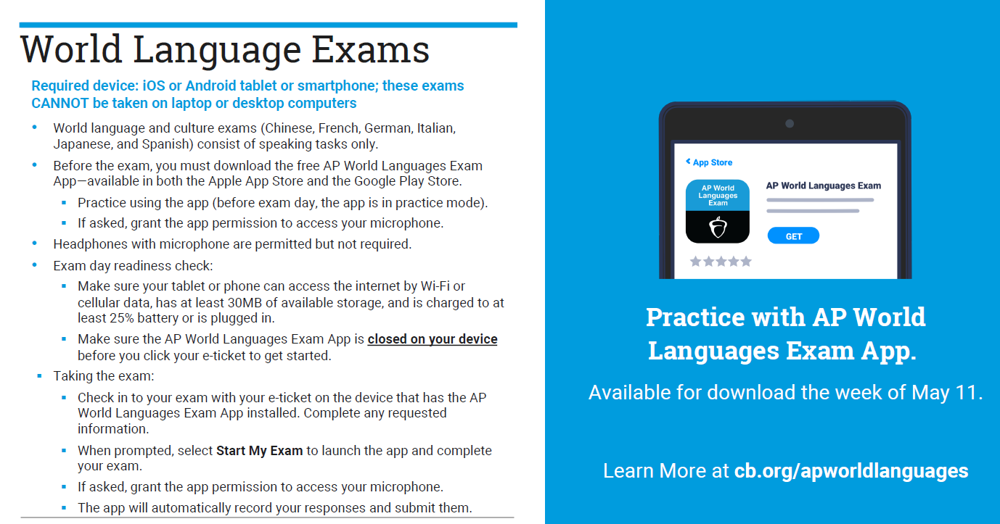 World Language Exams
Required device: iOS or Android tablet or smartphone; these exams
CANNOT be taken on laptop or desktop computers
• World language and culture exams (Chinese, French, German, Italian,
Japanese, and Spanish) consist of speaking tasks only.
• Before the exam, you must download the free AP World Languages Exam
App—available in both the Apple App Store and the Google Play Store.
▪ Practice using the app (before exam day, the app is in practice mode).
▪ If asked, grant the app permission to access your microphone.
• Headphones with microphone are permitted but not required.
• Exam day readiness check:
▪ Make sure your tablet or phone can access the internet by Wi-Fi or
cellular data, has at least 30MB of available storage, and is charged to at
least 25% battery or is plugged in.
▪ Make sure the AP World Languages Exam App is closed on your device
before you click your e-ticket to get started.
▪ Taking the exam:
▪ Check in to your exam with your e-ticket on the device that has the AP
World Languages Exam App installed. Complete any requested
information.
▪ When prompted, select Start My Exam to launch the app and complete
your exam.
▪ If asked, grant the app permission to access your microphone.
▪ The app will automatically record your responses and submit them.
< App Store
AP World
Languages
Exam
AP World Languages Exam
GET
Practice with AP World
Languages Exam App.
Available for download the week of May 11.
Learn More at cb.org/apworldlanguages